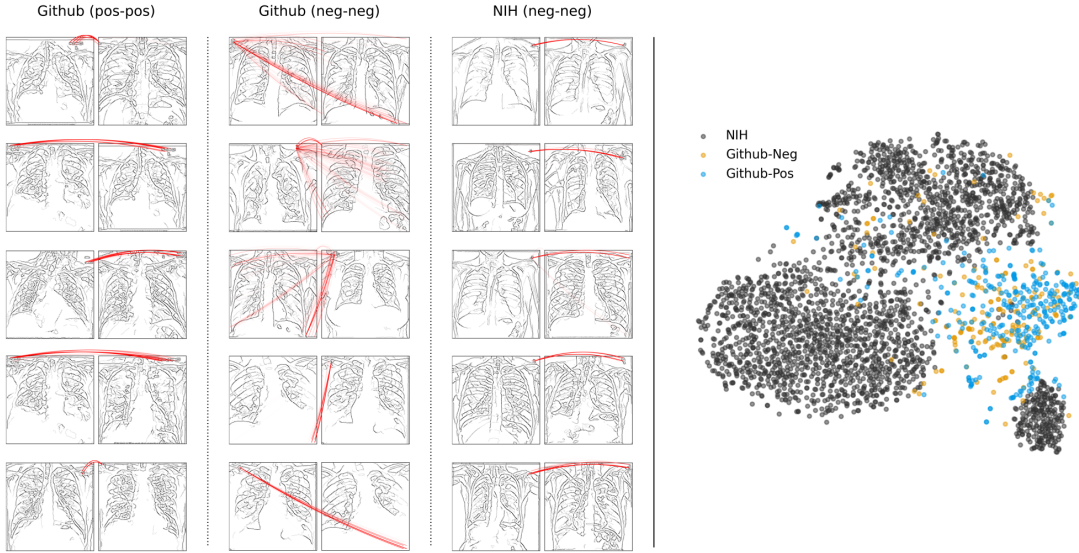 Github (pos-pos)
Github (neg-neg)
NIH (neg-neg)
NIH
Github-Neg
Github-Pos